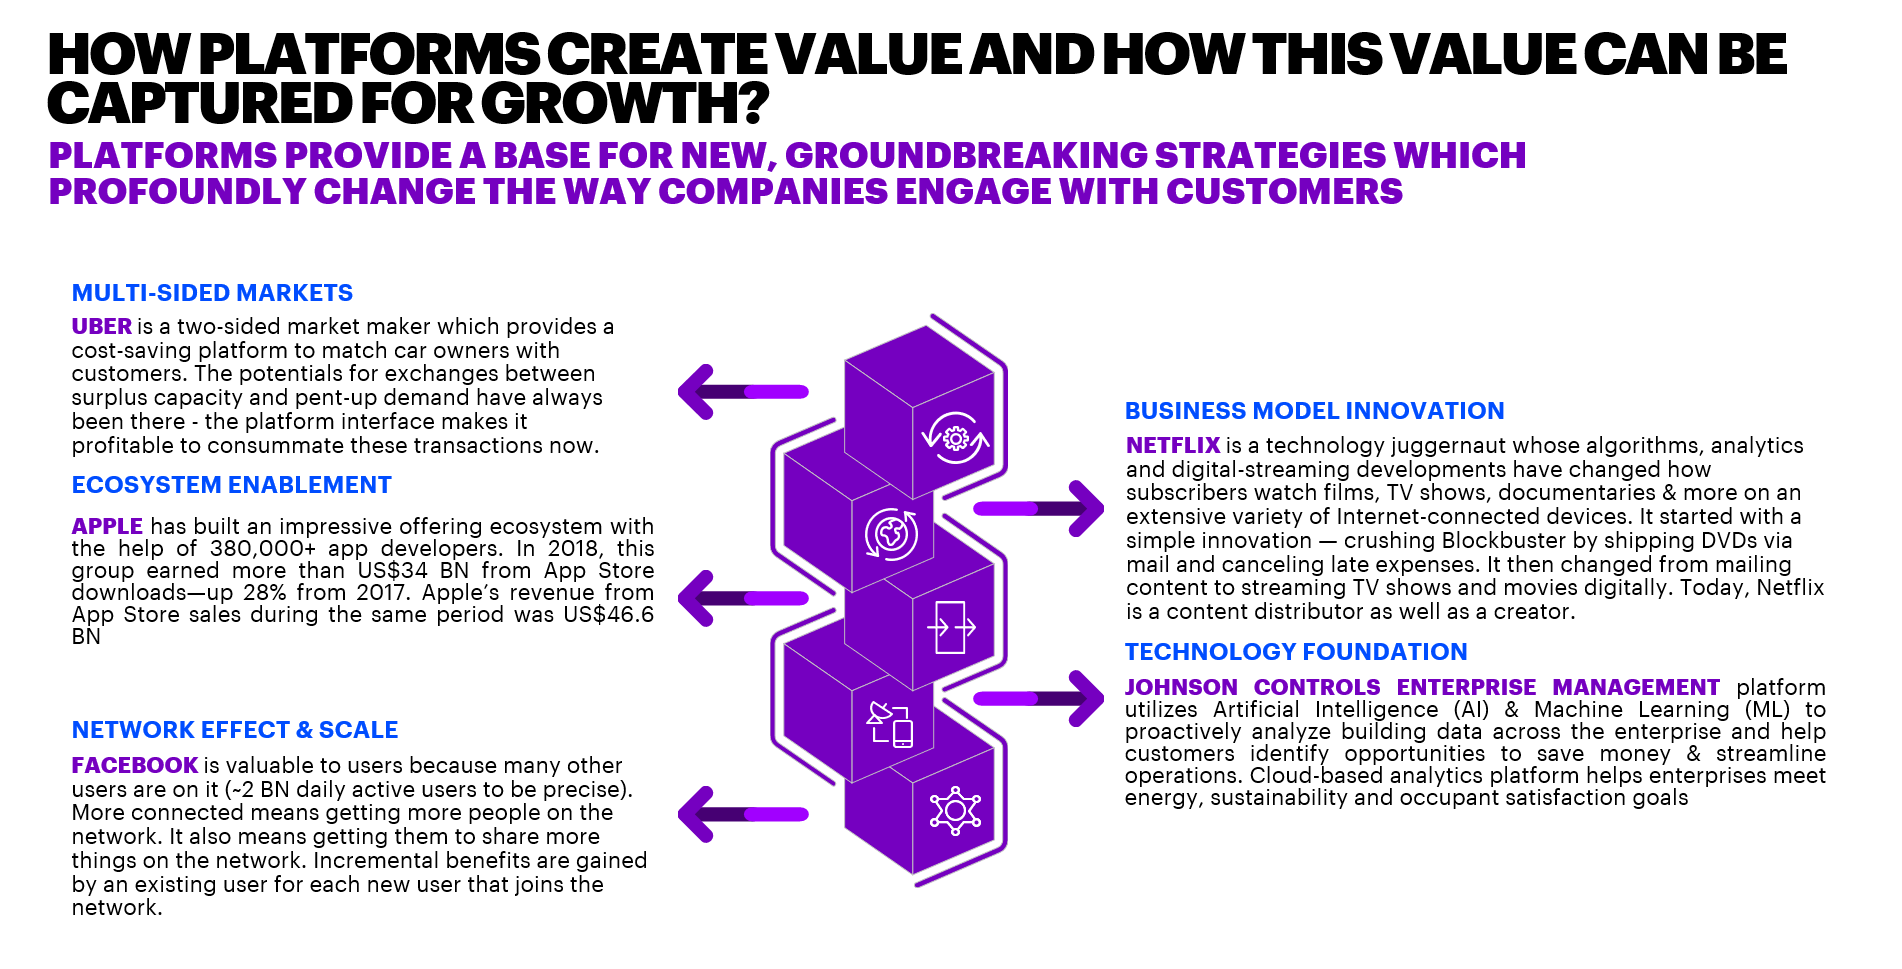 HOW PLATFORMS CREATE VALUE AND HOW THIS VALUE CAN BE
CAPTURED FOR GROWTH?
PLATFORMS PROVIDE A BASE FOR NEW, GROUNDBREAKING STRATEGIES WHICH
PROFOUNDLY CHANGE THE WAY COMPANIES ENGAGE WITH CUSTOMERS
MULTI-SIDED MARKETS
UBER is a two-sided market maker which provides a
cost-saving platform to match car owners with
customers. The potentials for exchanges between
surplus capacity and pent-up demand have always
been there - the platform interface makes it
profitable to consummate these transactions now.
ECOSYSTEM ENABLEMENT
APPLE has built an impressive offering ecosystem with
the help of 380,000+ app developers. In 2018, this
group earned more than US$34 BN from App Store
downloads—up 28% from 2017. Apple’s revenue from
App Store sales during the same period was US$46.6
BN
NETWORK EFFECT & SCALE
FACEBOOK is valuable to users because many other
users are on it (~2 BN daily active users to be precise).
More connected means getting more people on the
network. It also means getting them to share more
things on the network. Incremental benefits are gained
by an existing user for each new user that joins the
network.
BUSINESS MODEL INNOVATION
NETFLIX is a technology juggernaut whose algorithms, analytics
and digital-streaming developments have changed how
subscribers watch films, TV shows, documentaries & more on an
extensive variety of Internet-connected devices. It started with a
simple innovation — crushing Blockbuster by shipping DVDs via
mail and canceling late expenses. It then changed from mailing
content to streaming TV shows and movies digitally. Today, Netflix
is a content distributor as well as a creator.
TECHNOLOGY FOUNDATION
JOHNSON CONTROLS ENTERPRISE MANAGEMENT platform
utilizes Artificial Intelligence (AI) & Machine Learning (ML) to
proactively analyze building data across the enterprise and help
customers identify opportunities to save money & streamline
operations. Cloud-based analytics platform helps enterprises meet
energy, sustainability and occupant satisfaction goals